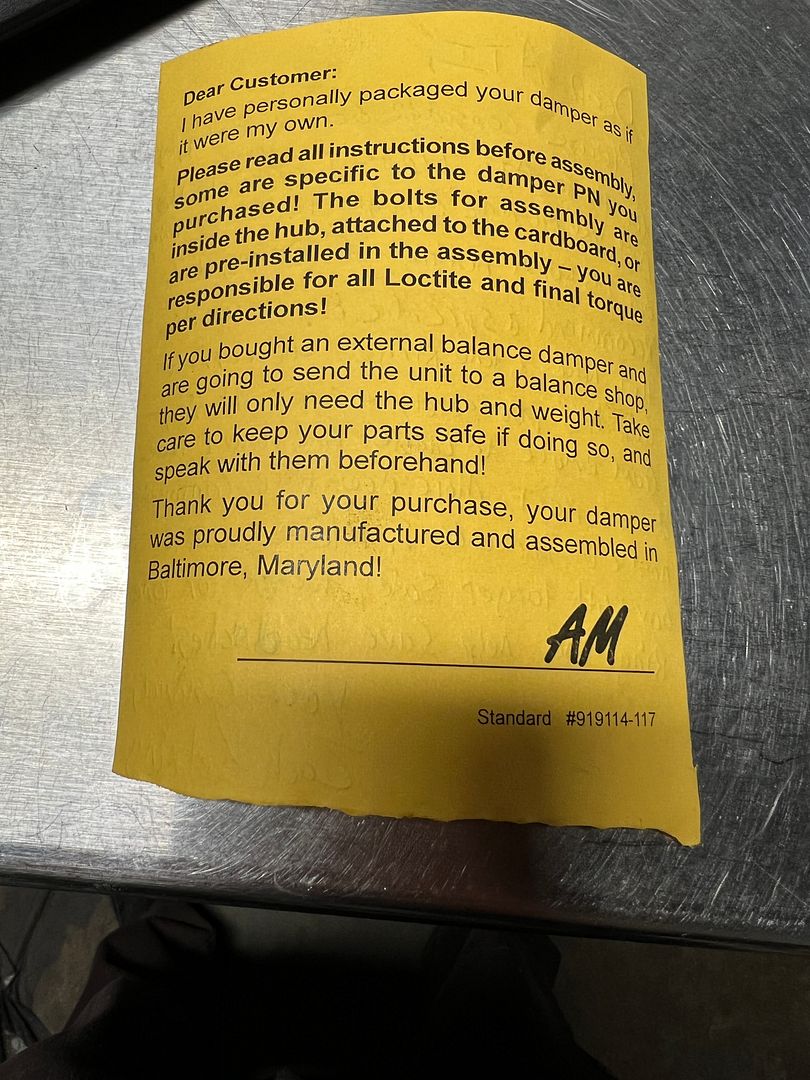 Dear Customer:
I have personally packaged your damper as if
it were my own.
Please read all instructions before assembly,
some are specific to the damper PN you
purchased! The bolts for assembly are
inside the hub, attached to the cardboard, or
are pre-installed in the assembly – you are
responsible for all Loctite and final torque
per directions!
If you bought an external balance damper and
are going to send the unit to a balance shop,
they will only need the hub and weight. Take
care to keep your parts safe if doing so, and
speak with them beforehand!
Thank you for your purchase, your damper
was proudly manufactured and assembled in
Baltimore, Maryland!
AM
Standard #919114-117